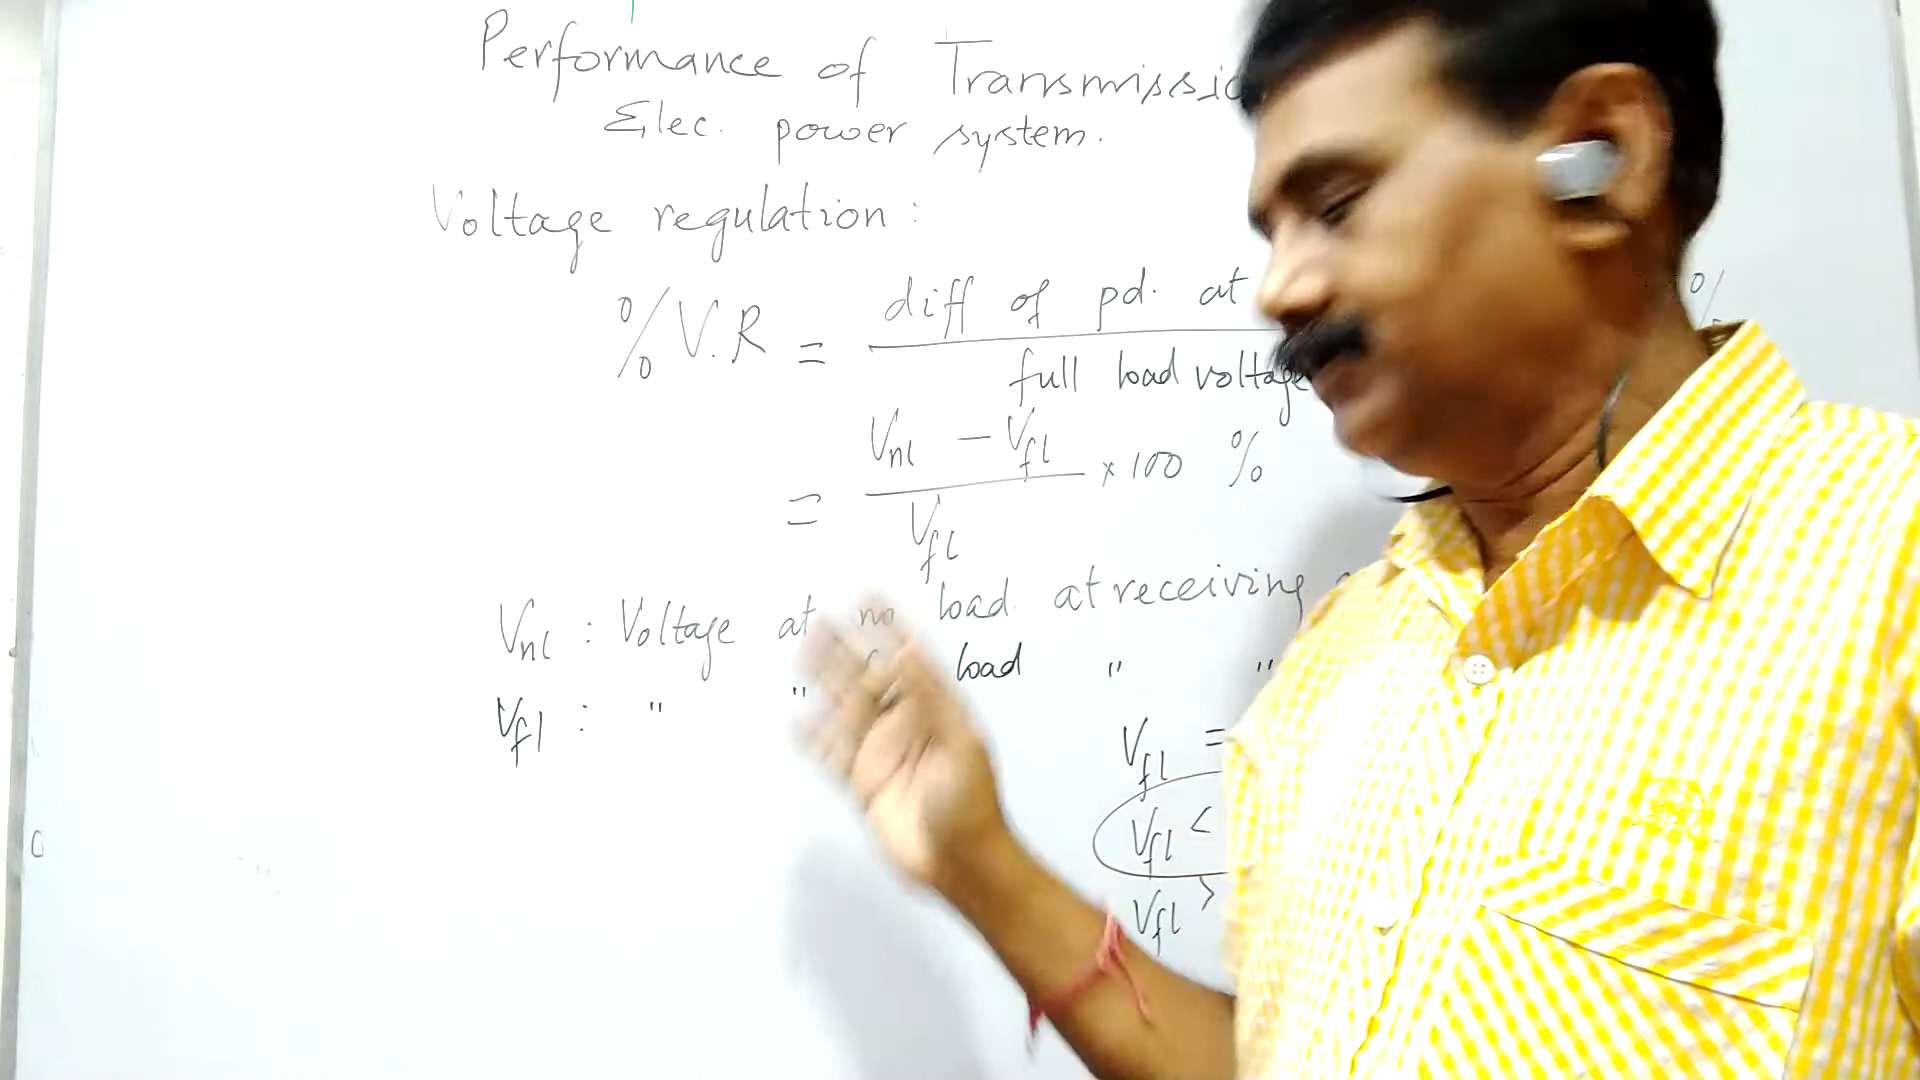 Performance of Transmissi
Elec. power system.
Voltage regulation :
% V.R = diff of pd. at %
full load voltage
= Vnl - Vfl × 100 %
Vfl
Vnl : Voltage at no load at receiving
Vfl : " " load " "
Vfl =
Vfl <
Vfl >